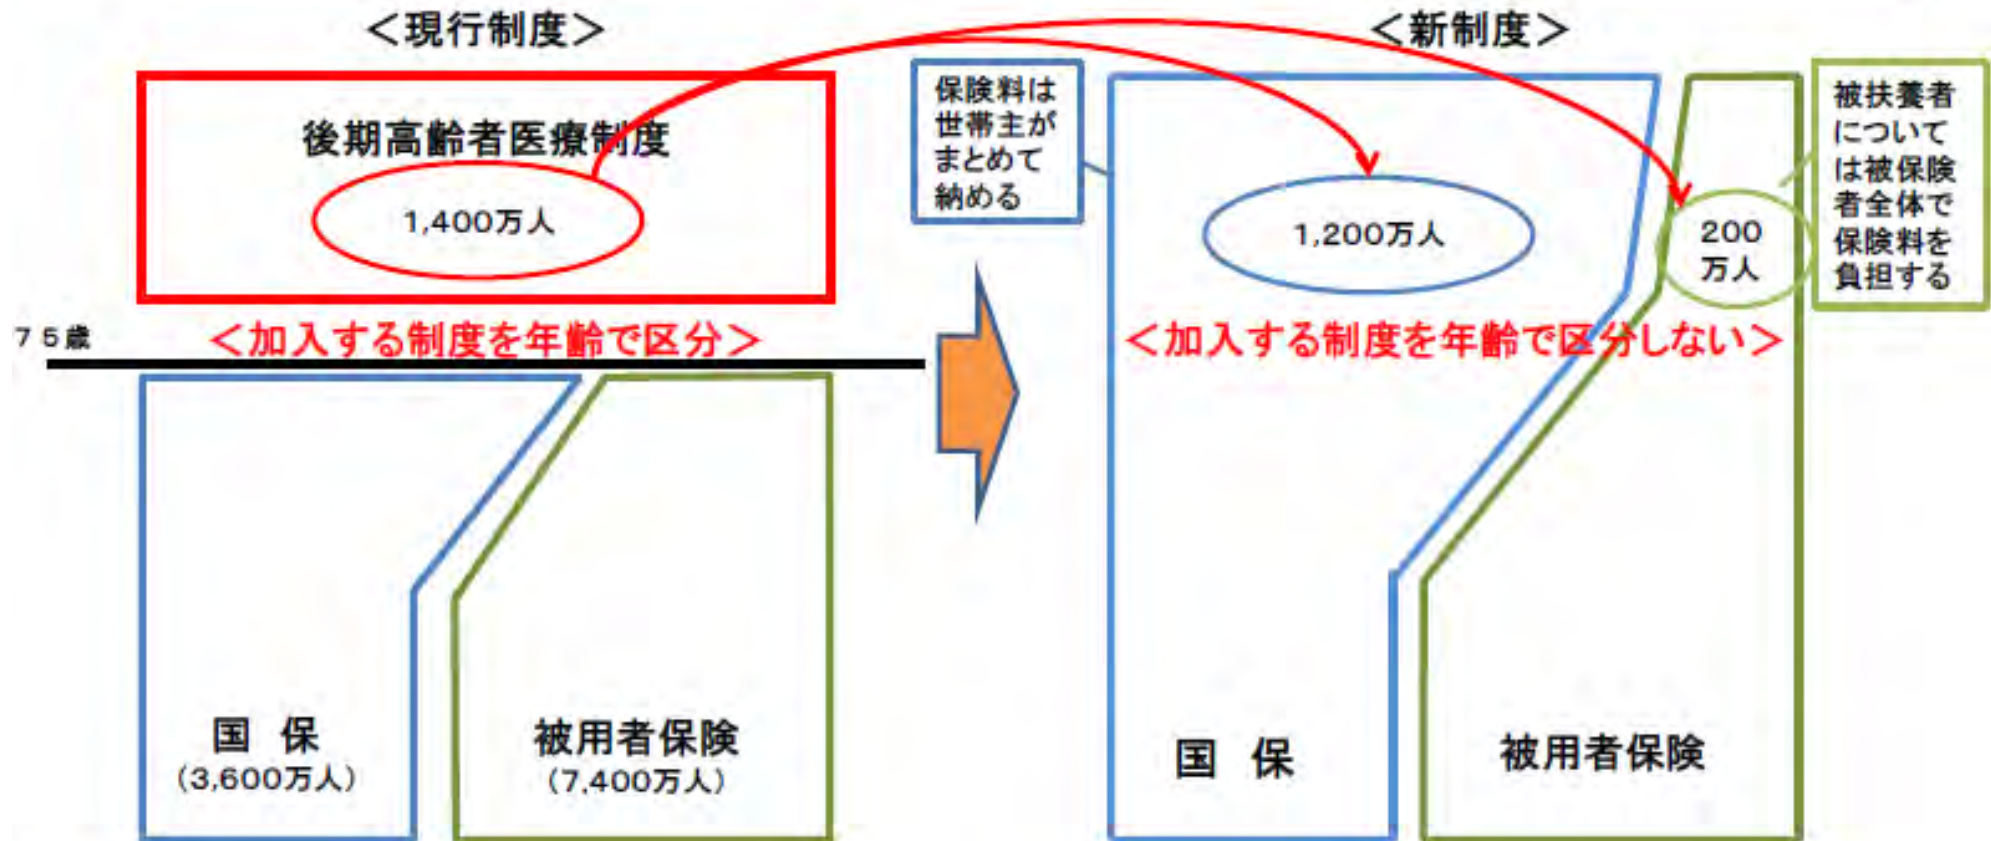 ＜現行制度＞
後期高齢者医療制度
1,400万人
75歳
＜加入する制度を年齢で区分＞
国 保
（3,600万人）
被用者保険
（7,400万人）
＜新制度＞
保険料は
世帯主が
まとめて
納める
1,200万人
200
万人
被扶養者
について
は被保険
者全体で
保険料を
負担する
＜加入する制度を年齢で区分しない＞
国 保
被用者保険